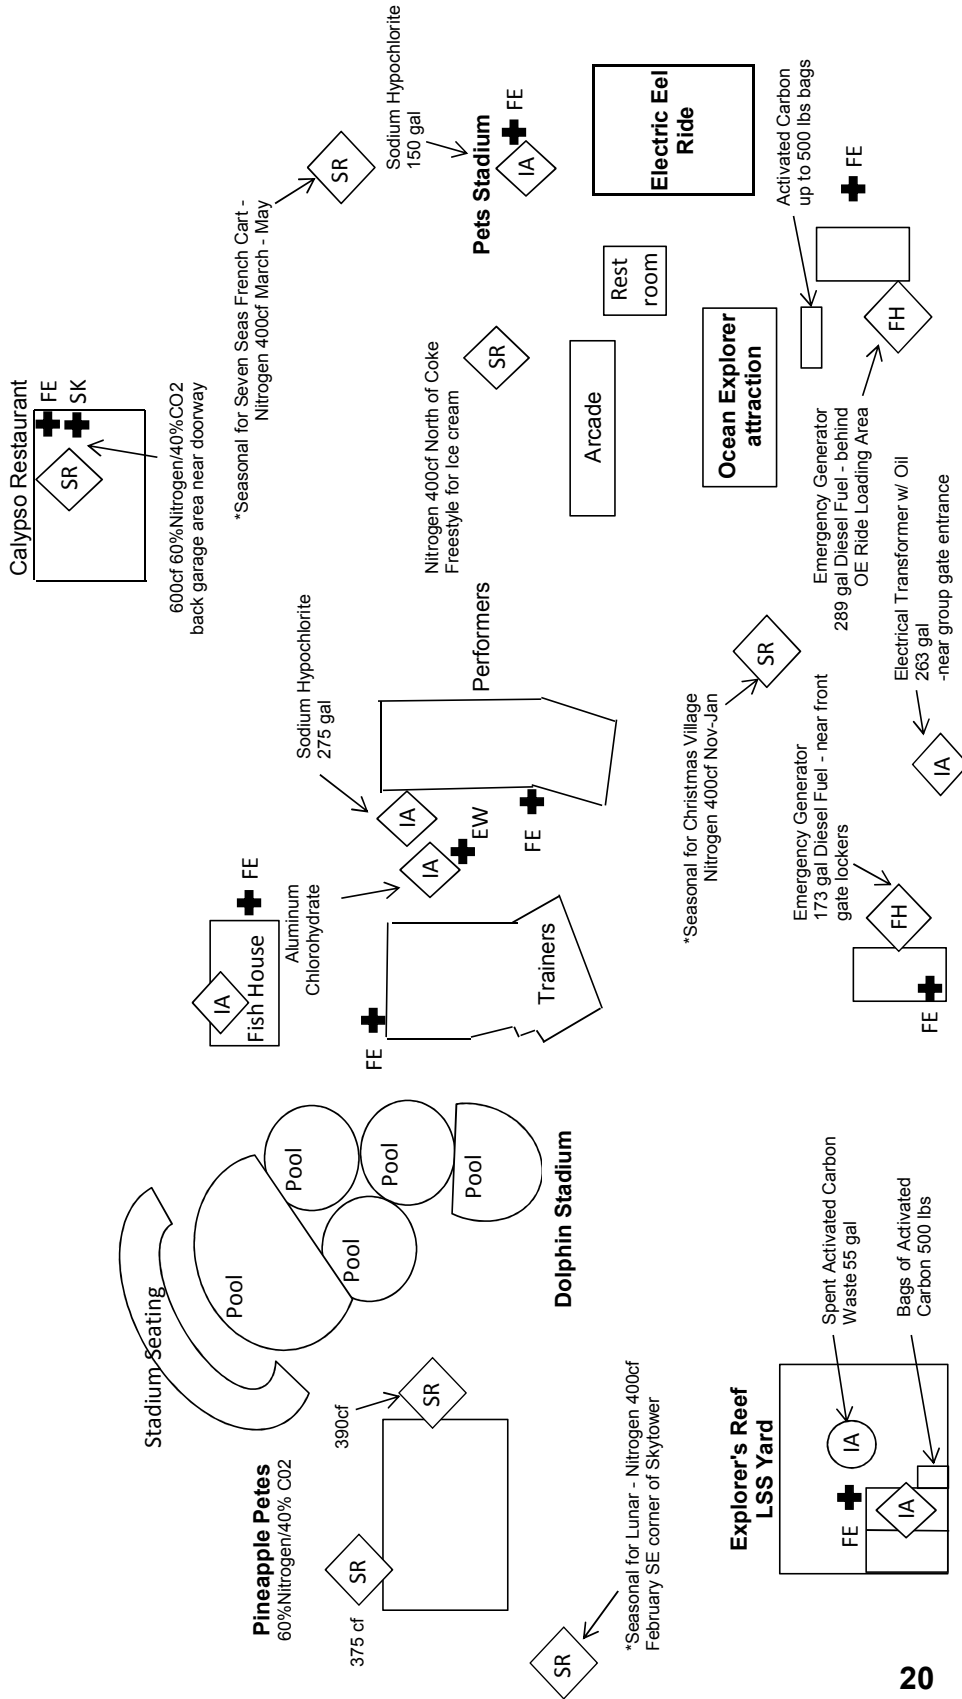 Calypso Restaurant
SR
FE
SK
600cf 60%Nitrogen/40%CO2
back garage area near doorway
*Seasonal for Seven Seas French Cart -
Nitrogen 400cf March - May
SR
Sodium Hypochlorite
150 gal
Pets Stadium
IA
FE
Electric Eel
Ride
Nitrogen 400cf North of Coke
Freestyle for Ice cream
SR
Rest
room
Arcade
Ocean Explorer
attraction
Activated Carbon
up to 500 lbs bags
FE
FH
Emergency Generator
289 gal Diesel Fuel - behind
OE Ride Loading Area
Electrical Transformer w/ Oil
263 gal
-near group gate entrance
IA
*Seasonal for Christmas Village
Nitrogen 400cf Nov-Jan
SR
Emergency Generator
173 gal Diesel Fuel - near front
gate lockers
FH
FE
Sodium Hypochlorite
275 gal
IA
Performers
IA
EW
FE
Aluminum
Chlorohydrate
FE
IA
Fish House
FE
Trainers
Stadium Seating
Pool
Pool
Pool
Pool
Pool
Dolphin Stadium
Pineapple Petes
60%Nitrogen/40% C02
375 cf
SR
390cf
SR
*Seasonal for Lunar - Nitrogen 400cf
February SE corner of Skytower
SR
Explorer's Reef
LSS Yard
FE
IA
IA
Spent Activated Carbon
Waste 55 gal
Bags of Activated
Carbon 500 lbs
20